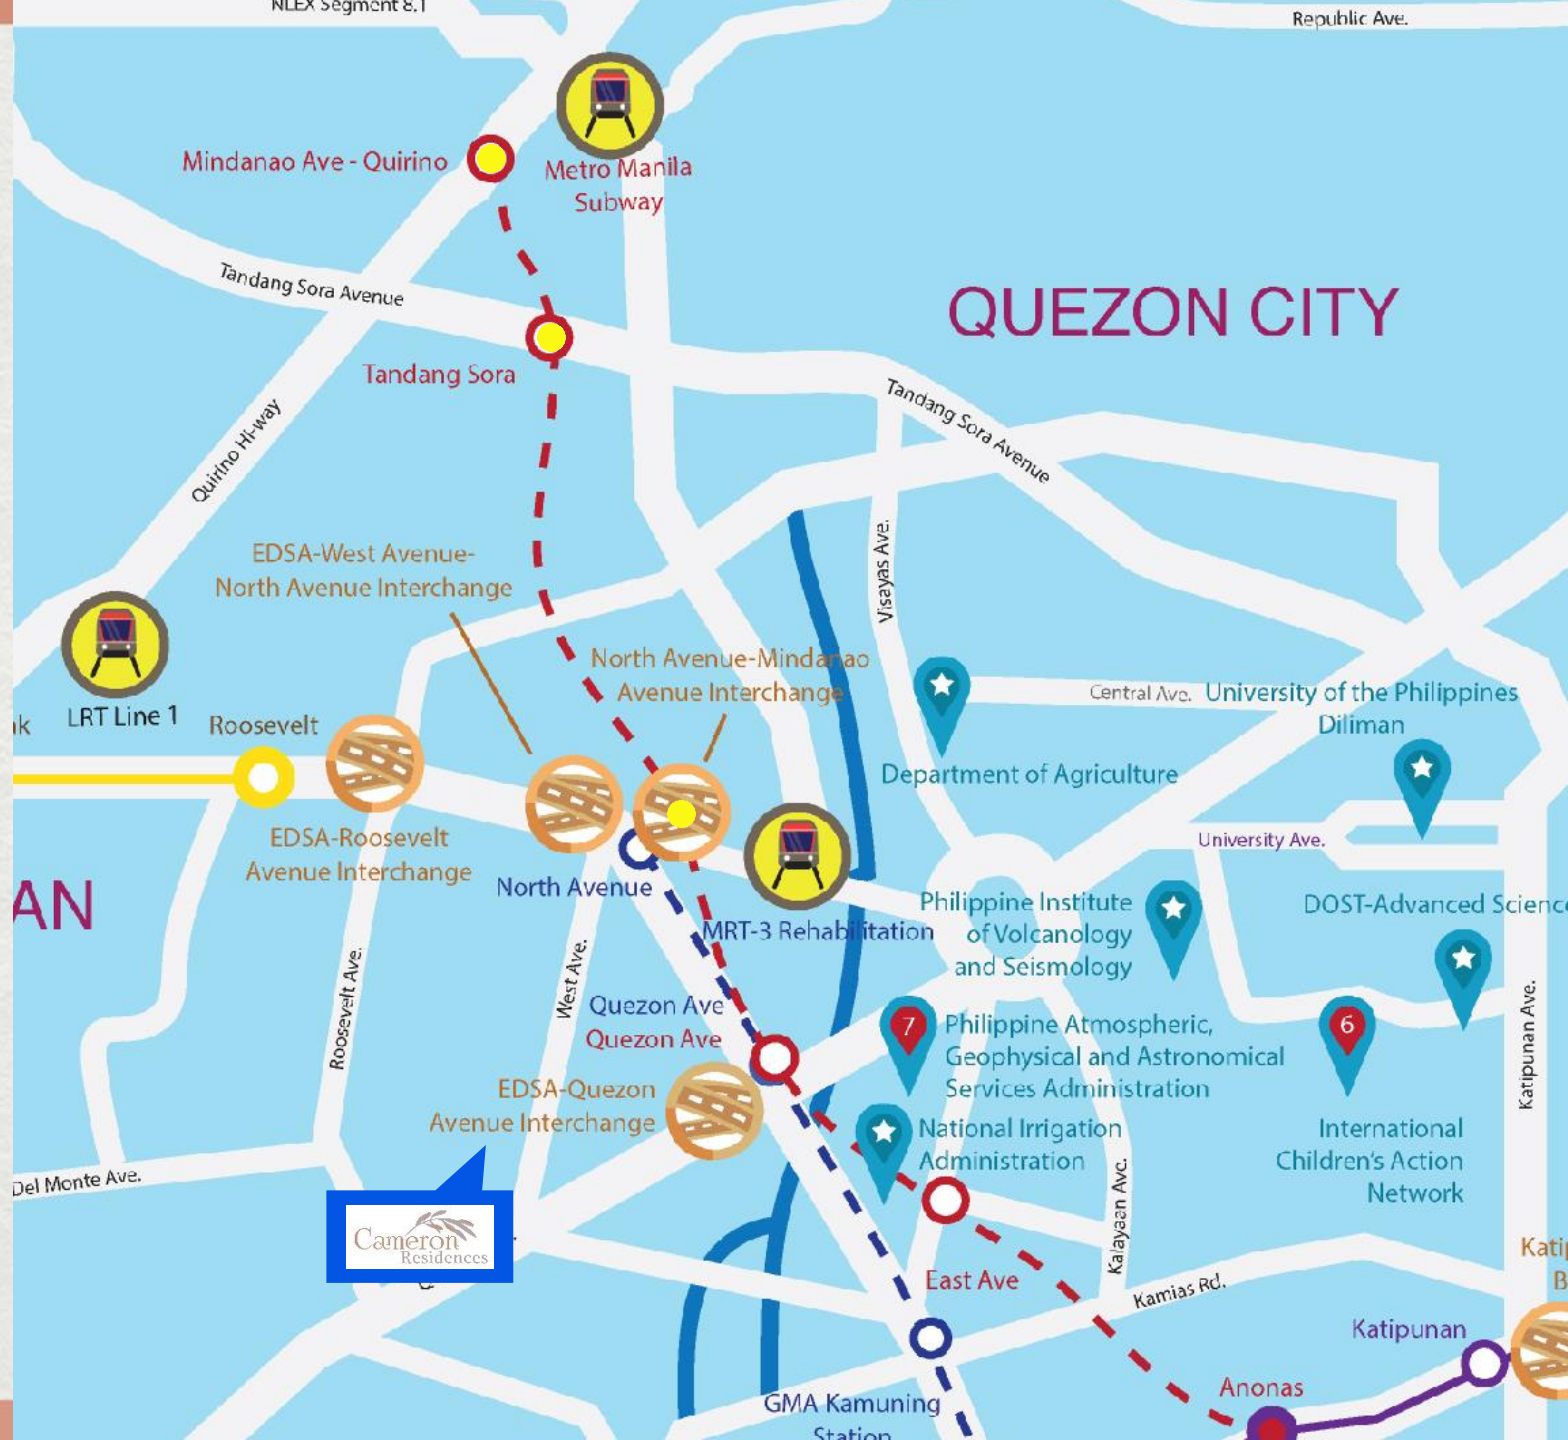 NLEX Segment 8.1
Republic Ave.
Mindanao Ave - Quirino
Metro Manila
Subway
Tandang Sora Avenue
QUEZON CITY
Tandang Sora
Tandang Sora Avenue
Quirino Hi-way
EDSA-West Avenue-
North Avenue Interchange
Visayas Ave.
North Avenue-Mindanao
Avenue Interchange
Central Ave.
University of the Philippines
Diliman
LRT Line 1
Roosevelt
Department of Agriculture
EDSA-Roosevelt
Avenue Interchange
University Ave.
North Avenue
AN
Philippine Institute
of Volcanology
and Seismology
DOST-Advanced Science
MRT-3 Rehabilitation
Roosevelt Ave.
West Ave.
Quezon Ave
Quezon Ave
7
Philippine Atmospheric,
Geophysical and Astronomical
Services Administration
6
Katipunan Ave.
EDSA-Quezon
Avenue Interchange
National Irrigation
Administration
International
Children's Action
Network
Del Monte Ave.
Kalayaan Ave.
Cameron
Residences
East Ave
Kamias Rd.
Katipunan
Anonas
GMA Kamuning
Station